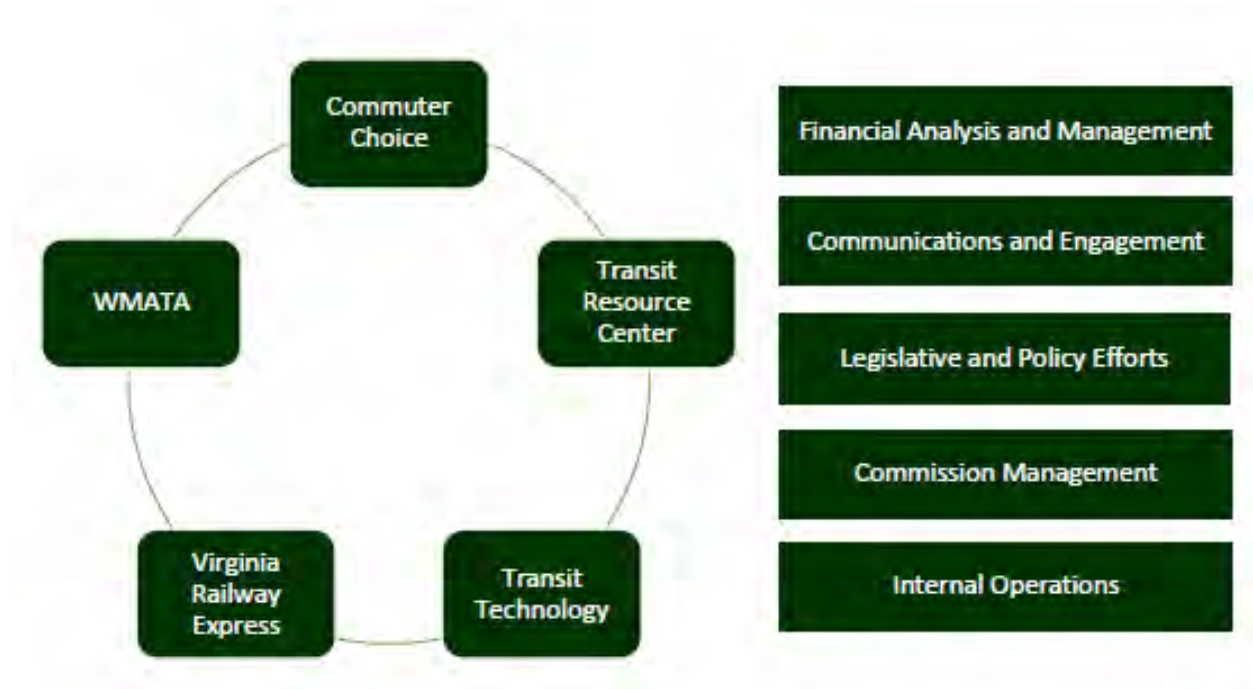 Commuter
Choice
Transit
Resource
Center
Transit
Technology
Virginia
Railway
Express
WMATA
Financial Analysis and Management
Communications and Engagement
Legislative and Policy Efforts
Commission Management
Internal Operations